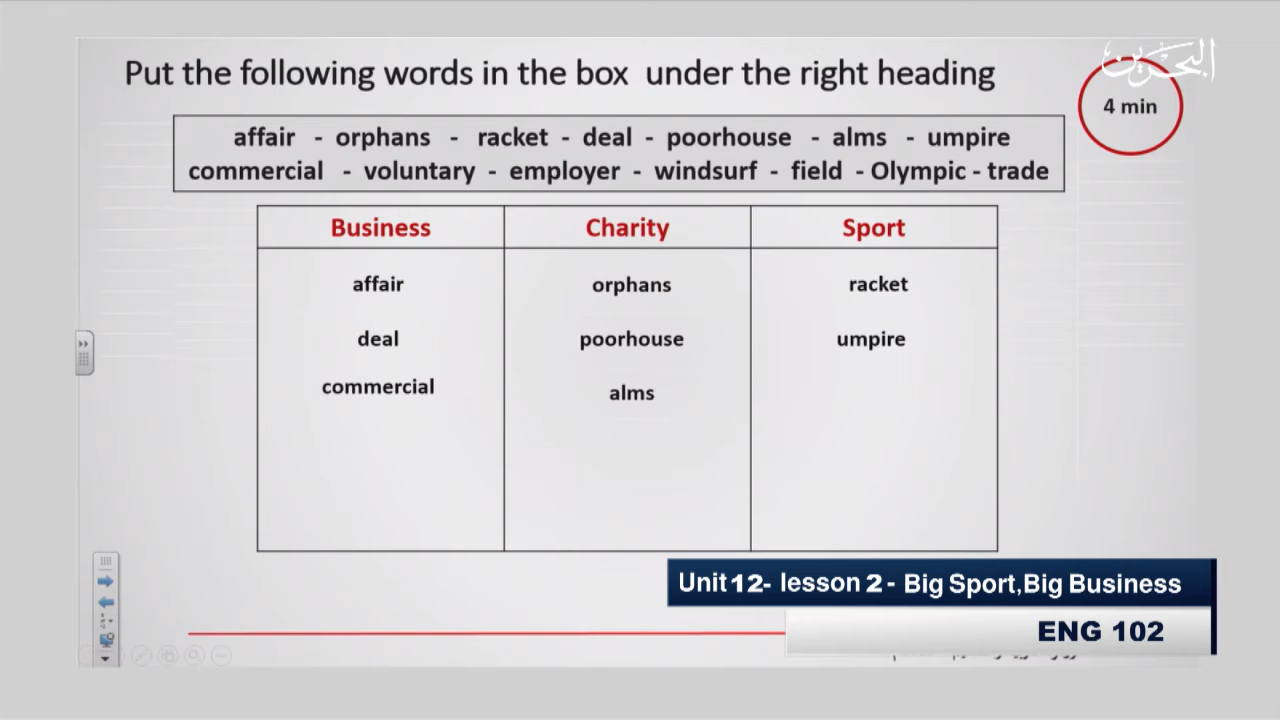 البحرين
Put the following words in the box under the right heading
4 min
affair - orphans - racket - deal - poorhouse - alms - umpire
commercial - voluntary - employer - windsurf - field - Olympic - trade
Business Charity Sport
affair orphans racket
deal poorhouse umpire
commercial alms
Unit 12- lesson 2 - Big Sport,Big Business
ENG 102